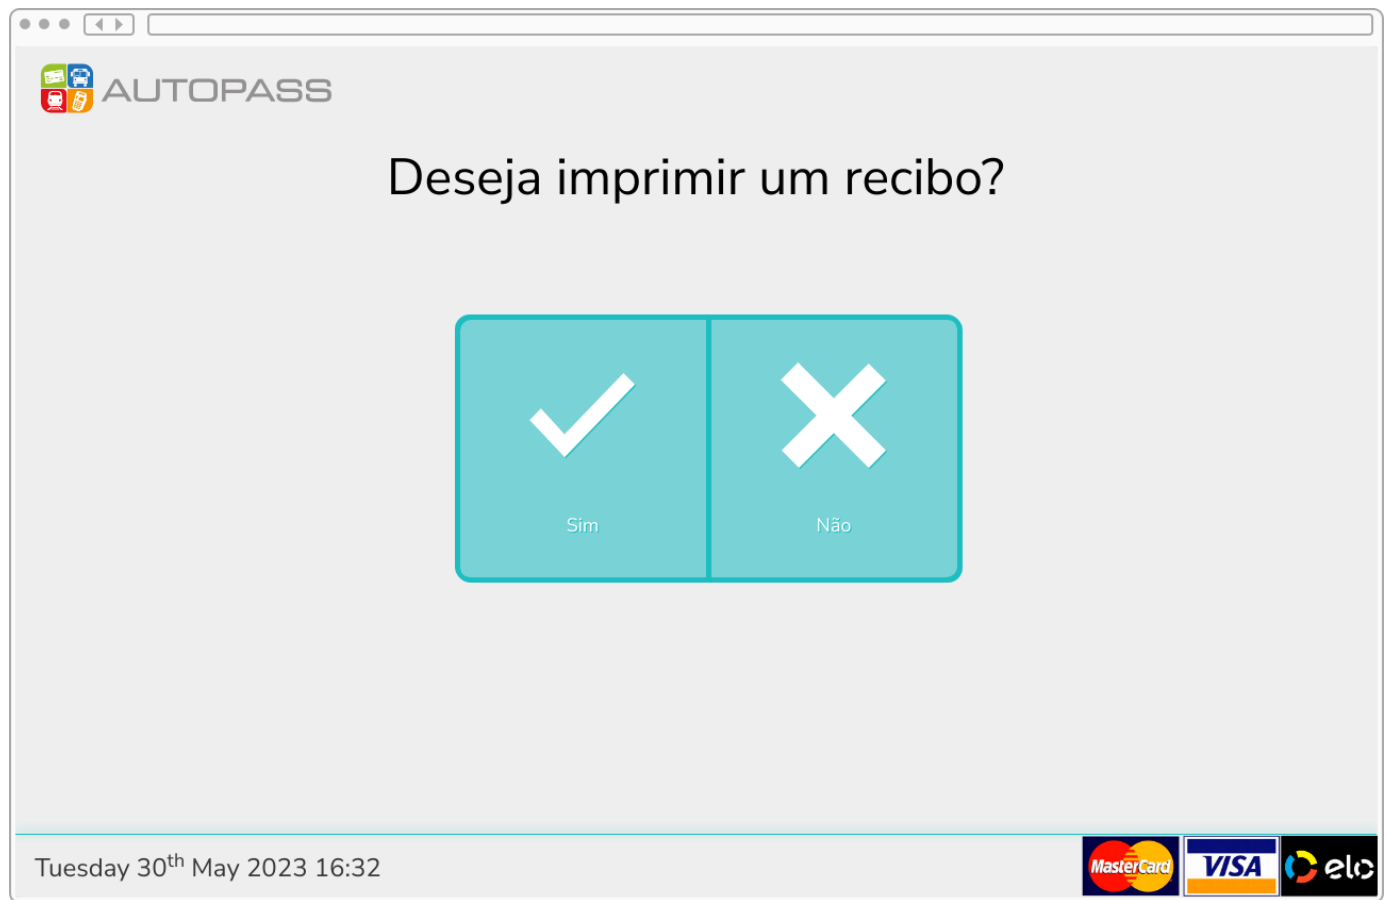 AUTOPASS
Deseja imprimir um recibo?
Sim
Não
Tuesday 30th May 2023 16:32
MasterCard
VISA
elo